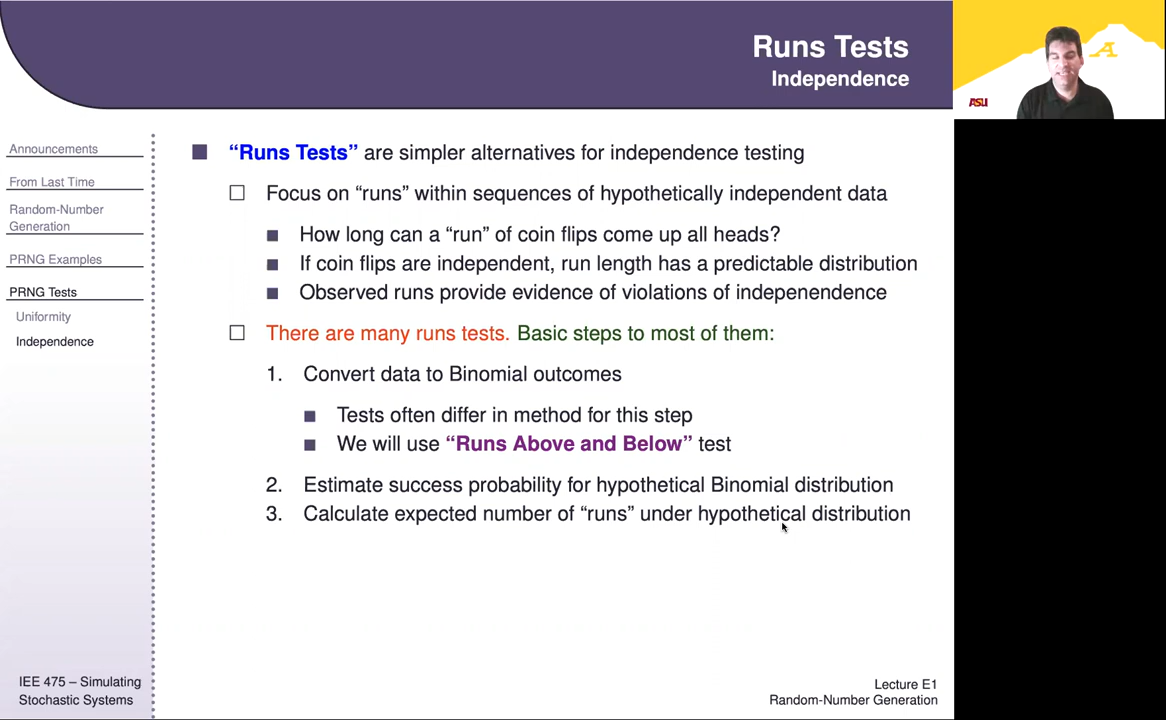 Runs Tests
Independence
ASU
A
Announcements
From Last Time
Random-Number
Generation
PRNG Examples
PRNG Tests
Uniformity
Independence
“Runs Tests” are simpler alternatives for independence testing
Focus on “runs” within sequences of hypothetically independent data
How long can a “run” of coin flips come up all heads?
If coin flips are independent, run length has a predictable distribution
Observed runs provide evidence of violations of indepenendence
There are many runs tests. Basic steps to most of them:
1. Convert data to Binomial outcomes
Tests often differ in method for this step
We will use “Runs Above and Below” test
2. Estimate success probability for hypothetical Binomial distribution
3. Calculate expected number of “runs” under hypothetical distribution
IEE 475 – Simulating
Stochastic Systems
Lecture E1
Random-Number Generation